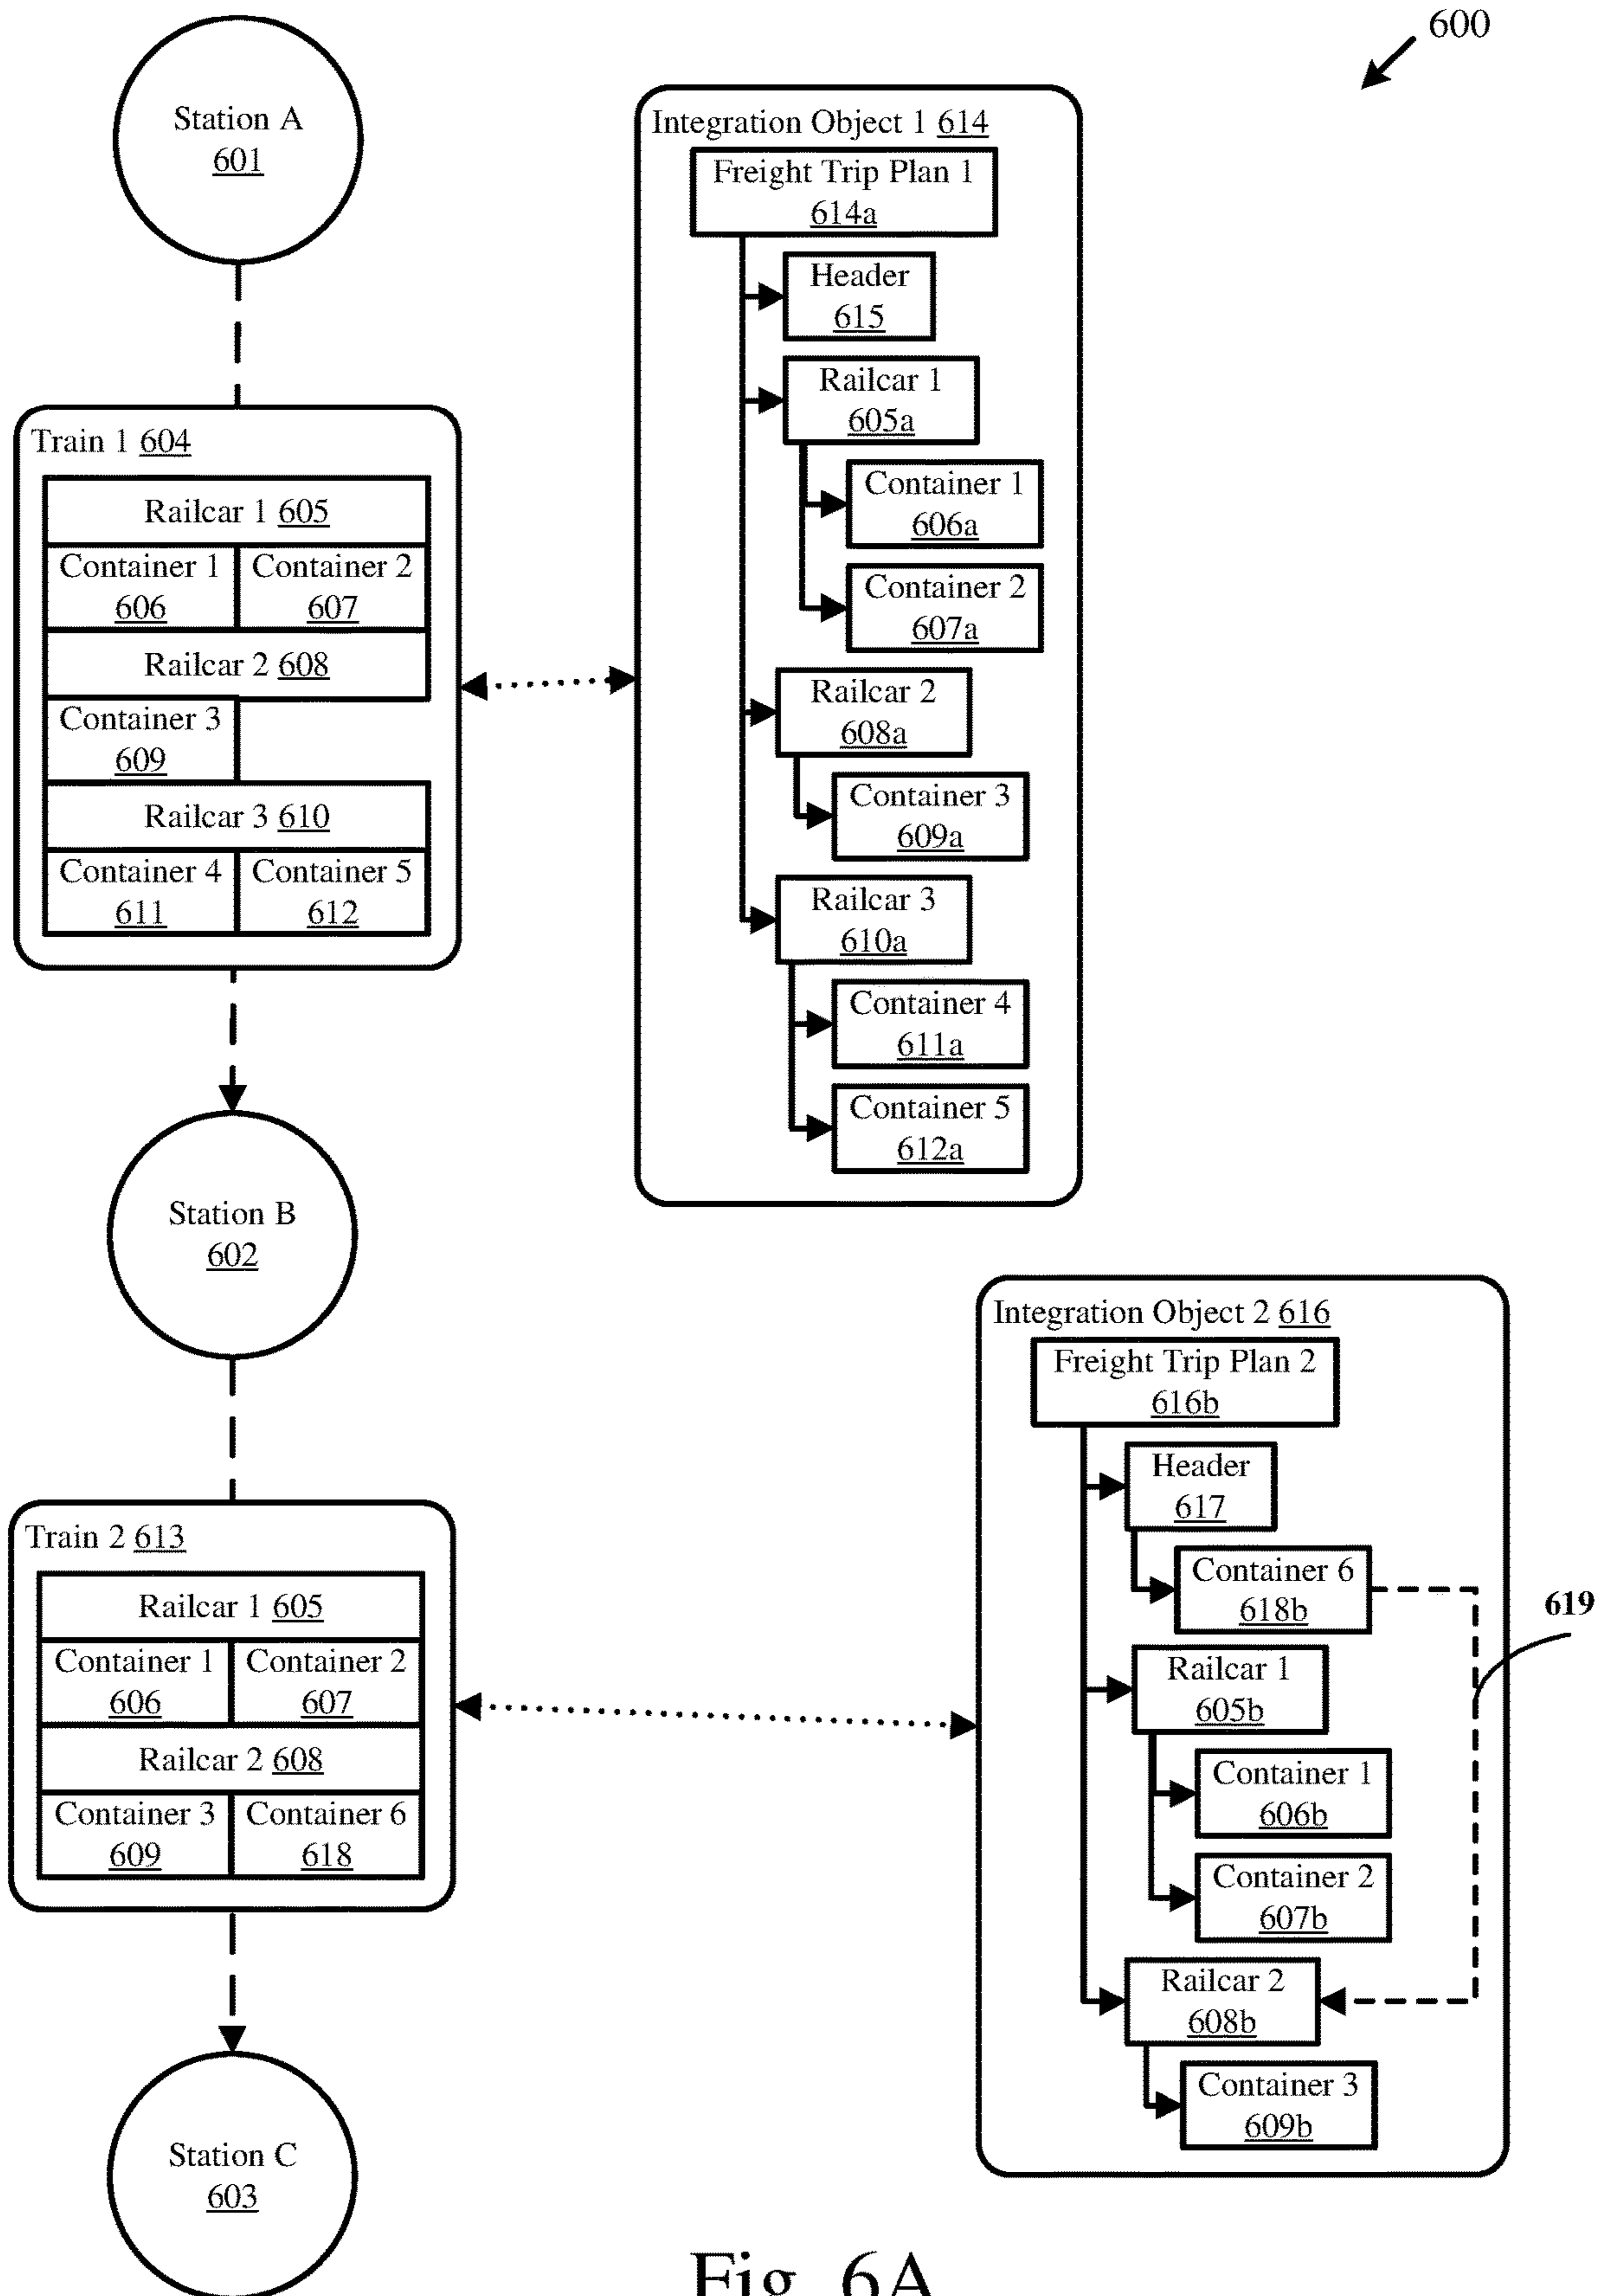 600
Station A
601
Train 1 604
Railcar 1 605
Container 1 Container 2
606 607
Railcar 2 608
Container 3
609
Railcar 3 610
Container 4 Container 5
611 612
Integration Object 1 614
Freight Trip Plan 1
614a
Header
615
Railcar 1
605a
Container 1
606a
Container 2
607a
Railcar 2
608a
Container 3
609a
Railcar 3
610a
Container 4
611a
Container 5
612a
Station B
602
Train 2 613
Railcar 1 605
Container 1 Container 2
606 607
Railcar 2 608
Container 3 Container 6
609 618
Integration Object 2 616
Freight Trip Plan 2
616b
Header
617
Container 6
618b
619
Railcar 1
605b
Container 1
606b
Container 2
607b
Railcar 2
608b
Container 3
609b
Station C
603
Fig. 6A